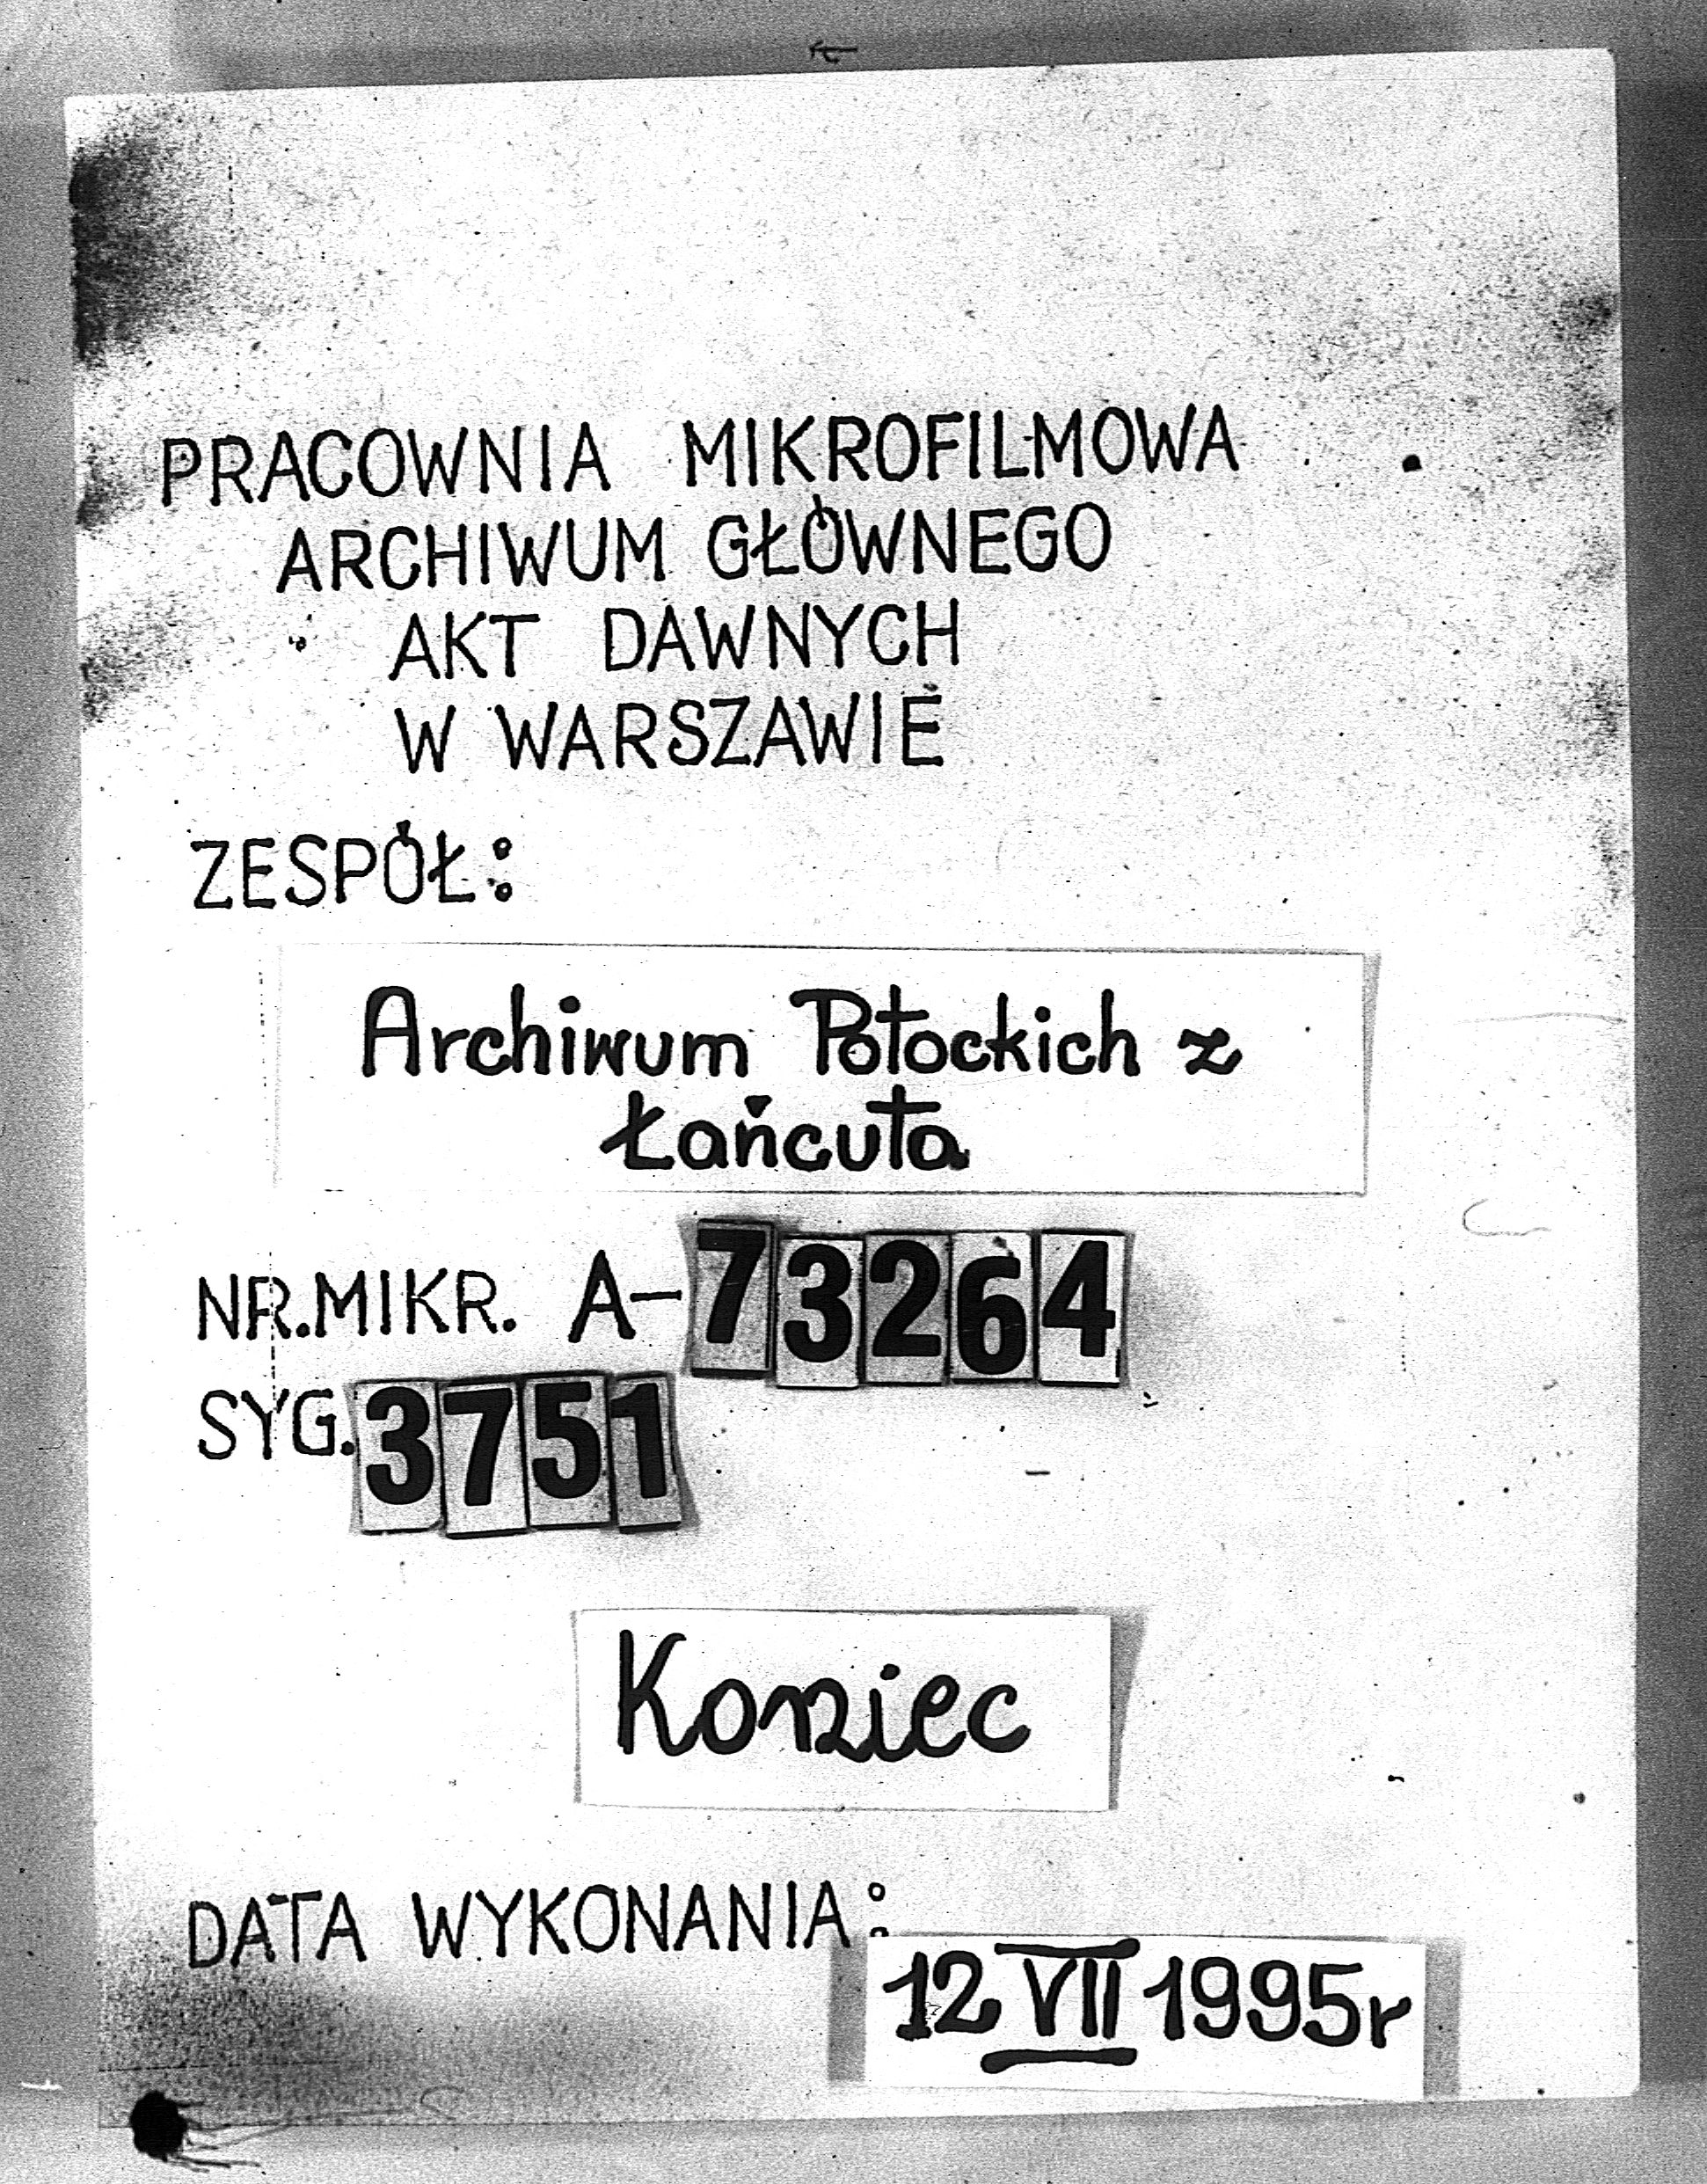 PRACOWNIA MIKROFILMOWA
ARCHIWUM GŁÓWNEGO
AKT DAWNYCH
W WARSZAWIE
ZESPÓŁ:
Archiwum Potockich z
Łańcuta
NR.MIKR. A-73264
SYG. 3751
Koniec
DATA WYKONANIA:
12 VII 1995r